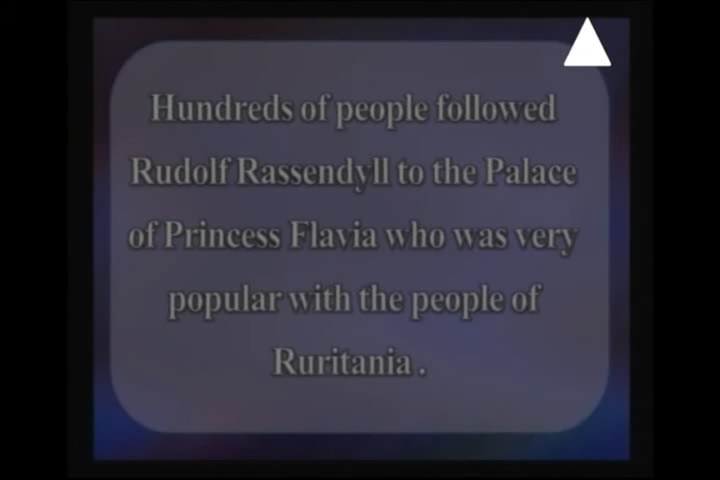 Hundreds of people followed
Rudolf Rassendyll to the Palace
of Princess Flavia who was very
popular with the people of
Ruritania .